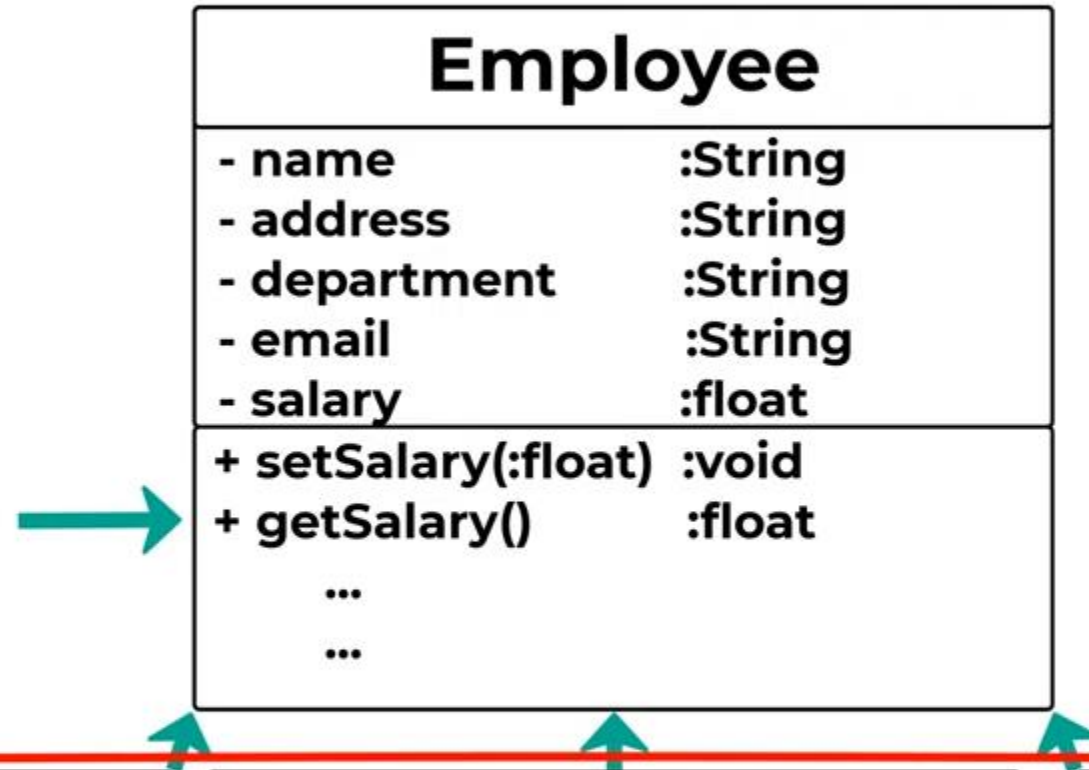 Employee
- name :String
- address :String
- department :String
- email :String
- salary :float
+ setSalary(:float) :void
+ getSalary() :float
...
...